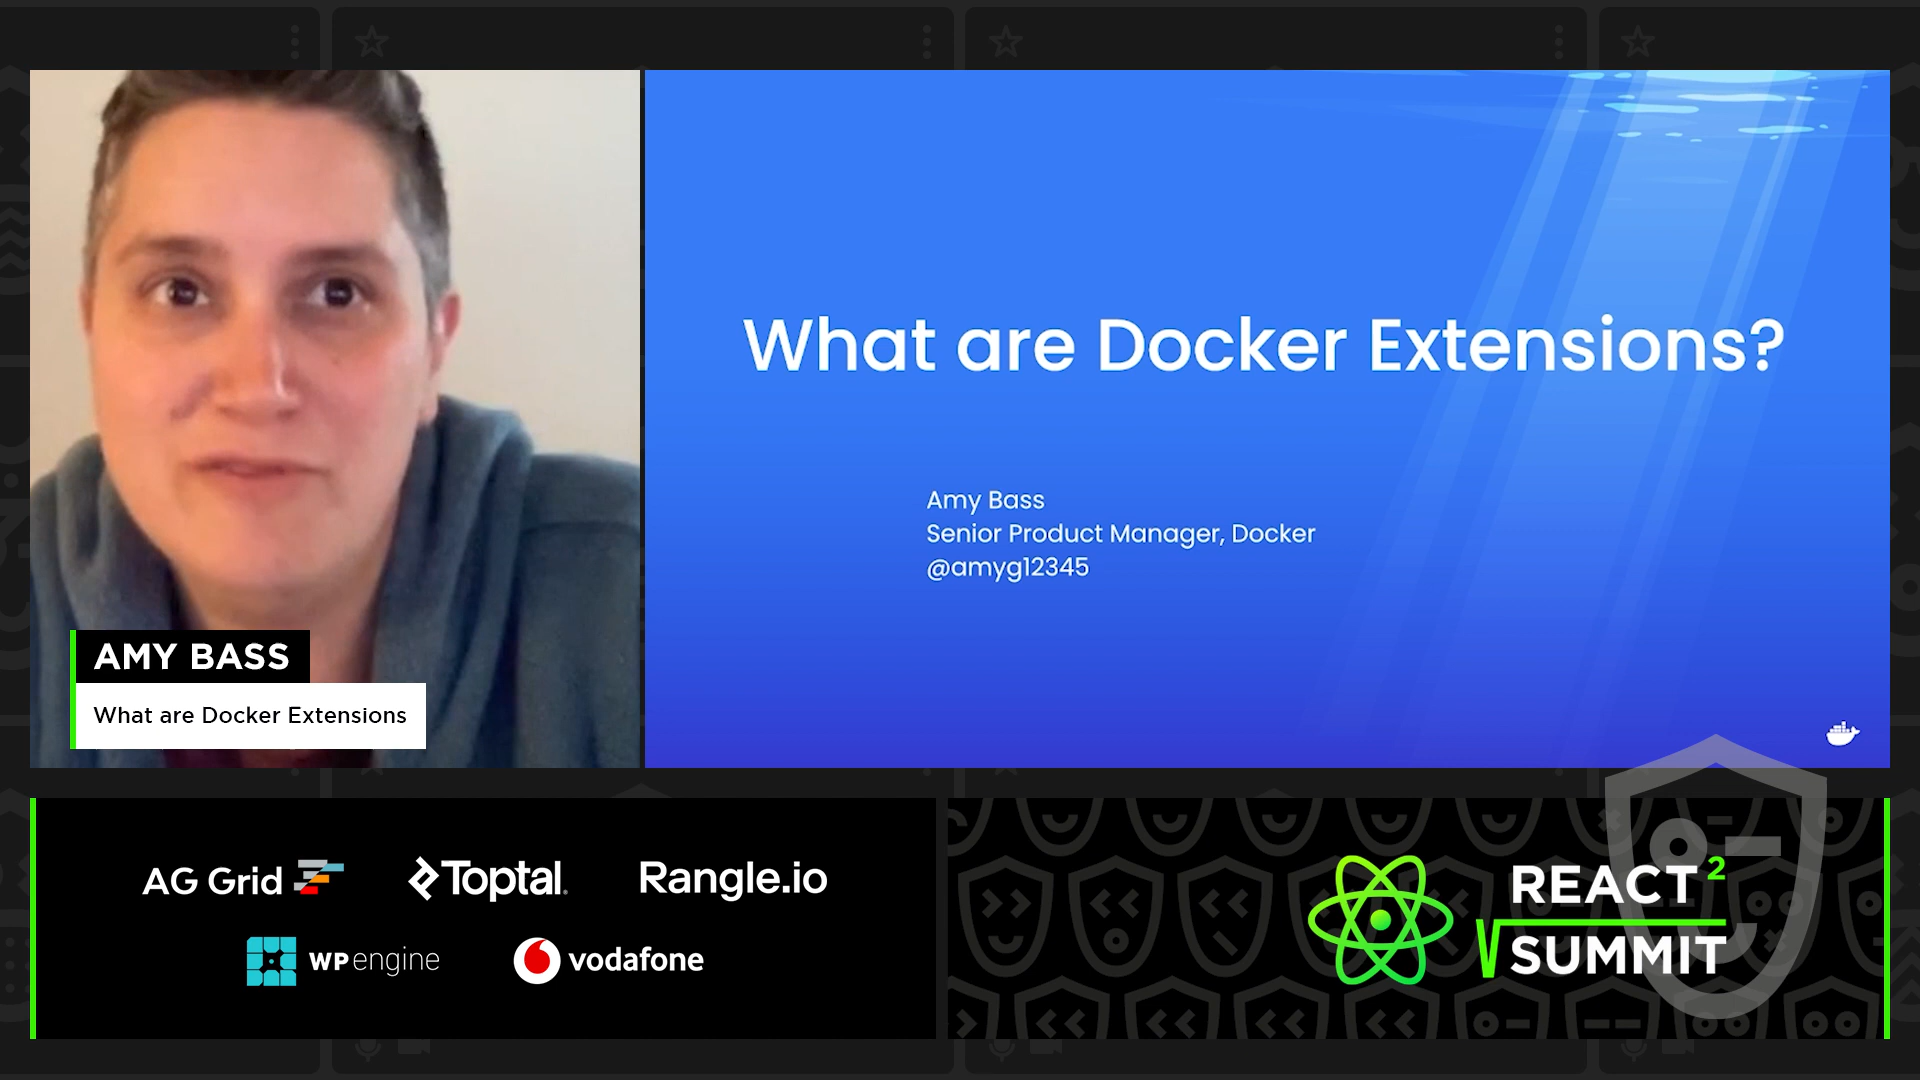 What are Docker Extensions?
Amy Bass
Senior Product Manager, Docker
@amyg12345
AMY BASS
What are Docker Extensions
AG Grid
Toptal
Rangle.io
WP engine
vodafone
REACT 2
SUMMIT